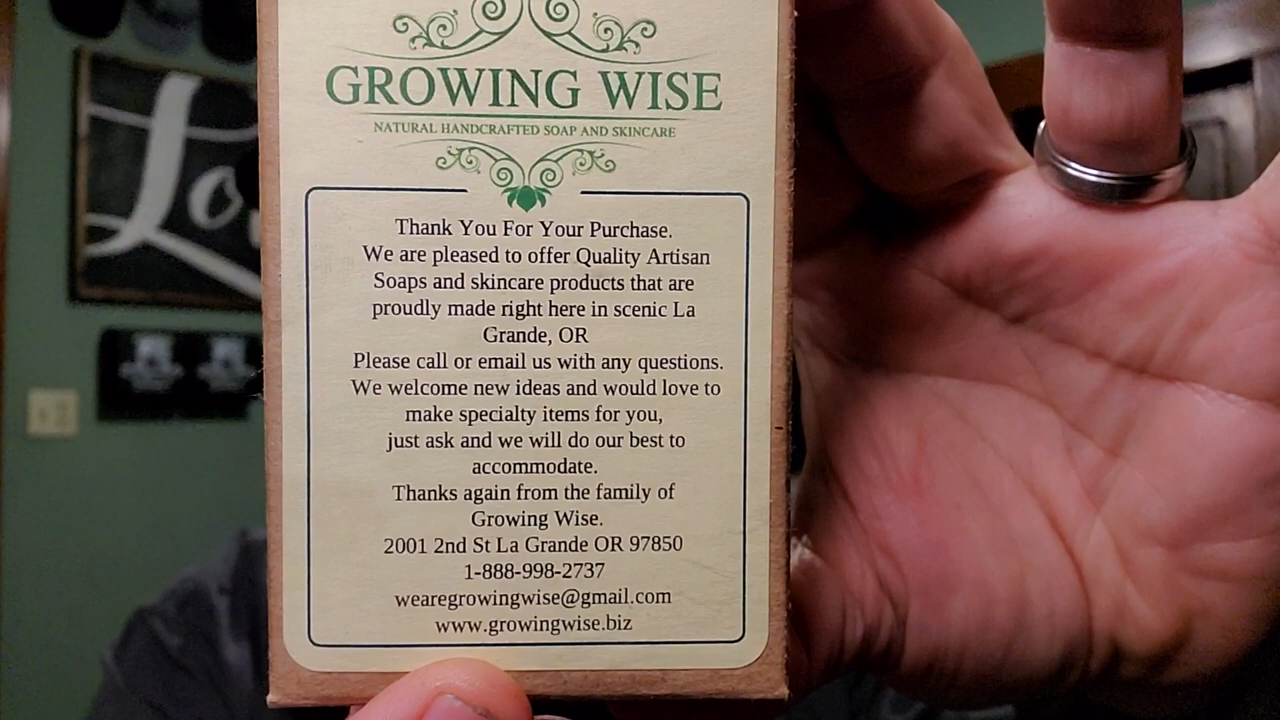 GROWING WISE
NATURAL HANDCRAFTED SOAP AND SKINCARE
Thank You For Your Purchase.
We are pleased to offer Quality Artisan
Soaps and skincare products that are
proudly made right here in scenic La
Grande, OR
Please call or email us with any questions.
We welcome new ideas and would love to
make specialty items for you,
just ask and we will do our best to
accommodate.
Thanks again from the family of
Growing Wise.
2001 2nd St La Grande OR 97850
1-888-998-2737
wearegrowingwise@gmail.com
www.growingwise.biz